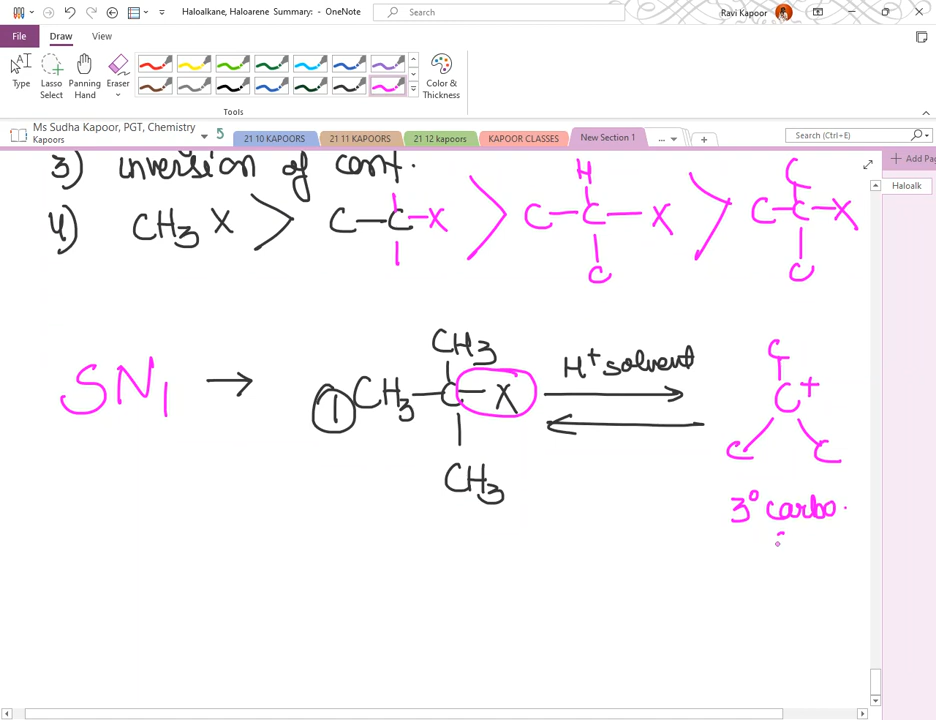 Haloalkane, Haloarene Summary: - OneNote
Search
Ravi Kapoor
File
Draw
View
Type
Lasso Select
Panning Hand
Eraser
Color & Thickness
Tools
Ms Sudha Kapoor, PGT, Chemistry
Kapoors
21 10 KAPOORS
21 11 KAPOORS
21 12 kapoors
KAPOOR CLASSES
New Section 1
...
Search (Ctrl+E)
Add Pag
Haloalk
3) inversion of conf.
H C
4) CH3 X > C-C-X > C-C-X > C-C-X
C C
CH3 C
SN1 → ① CH3-C-X H+ solvent C+
CH3 C C
3° carbo.